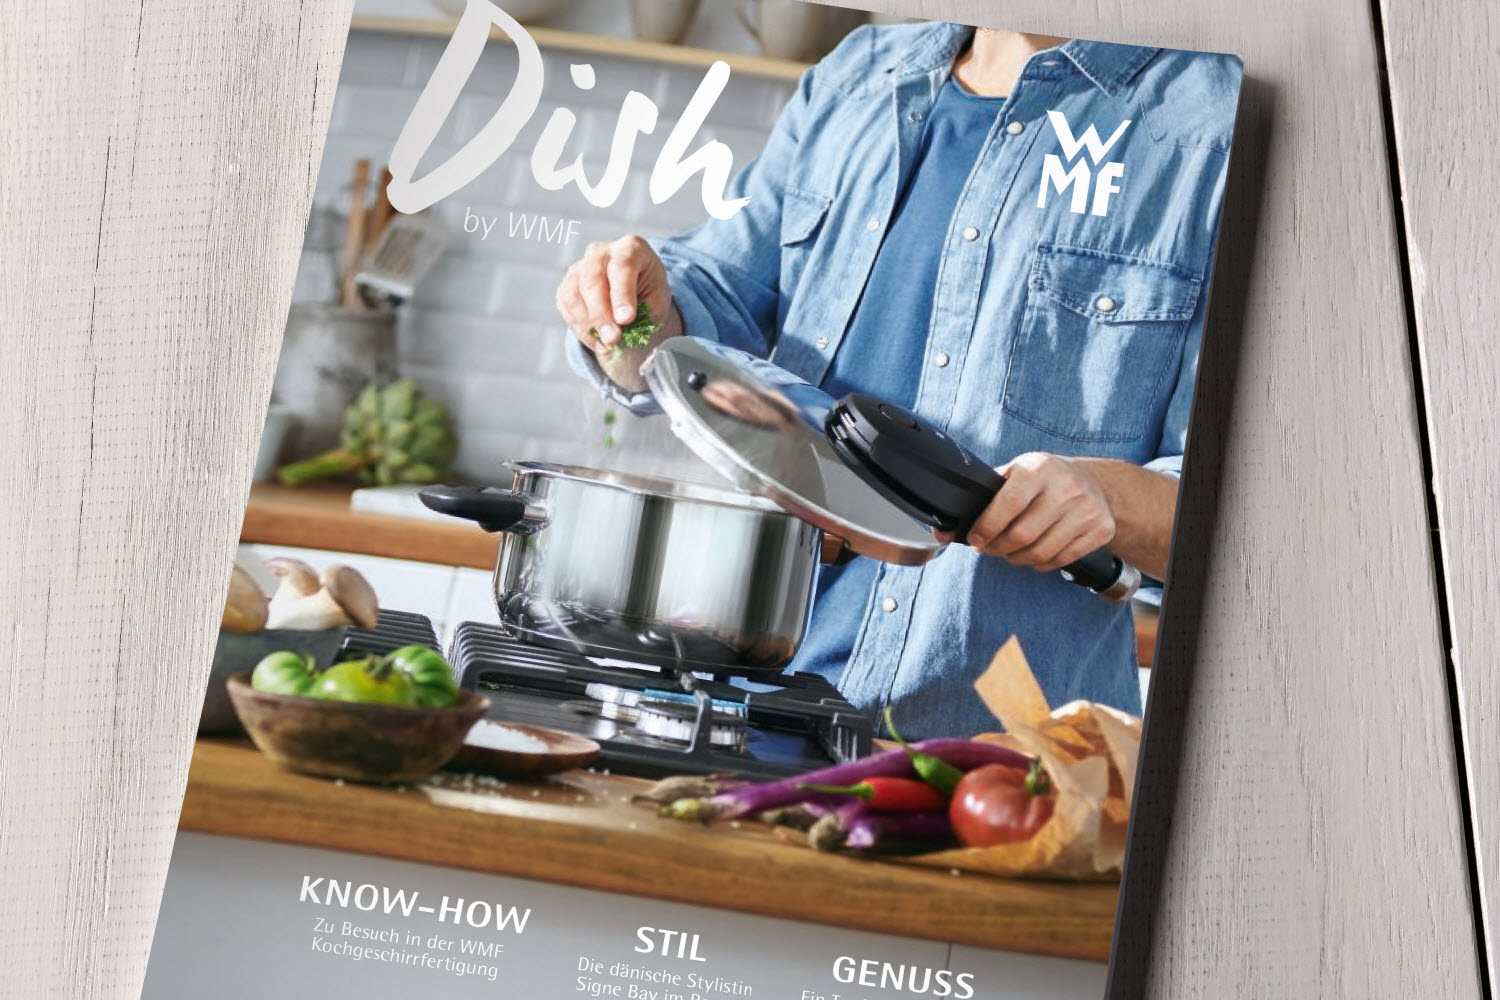 Dish
by WMF
WMF
KNOW-HOW
Zu Besuch in der WMF
Kochgeschirrfertigung
STIL
Die dänische Stylistin
Signe Bay im
GENUSS
Ein